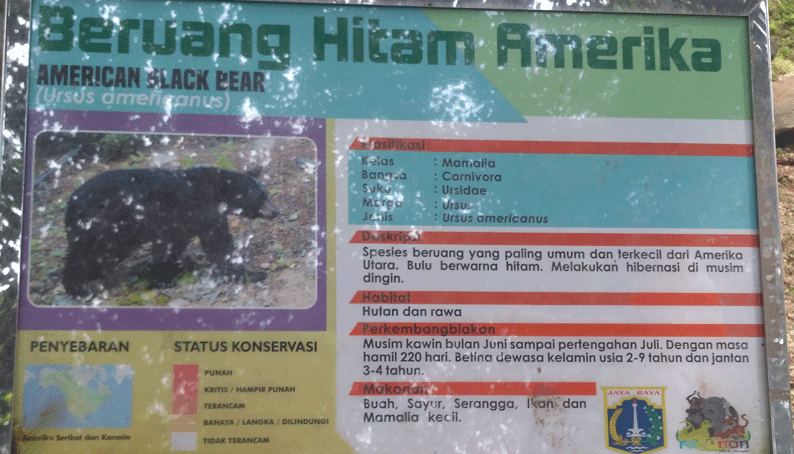 Beruang Hitam Amerika
AMERICAN BLACK BEAR
(Ursus americanus)
Klasifikasi
Kelas : Mamalia
Bangsa : Carnivora
Suku : Ursidae
Marga : Ursus
Jenis : Ursus americanus
Deskripsi
Spesies beruang yang paling umum dan terkecil dari Amerika
Utara. Bulu berwarna hitam. Melakukan hibernasi di musim
dingin.
Habitat
Hutan dan rawa
Perkembangbiakan
Musim kawin bulan Juni sampai pertengahan Juli. Dengan masa
hamil 220 hari. Betina dewasa kelamin usia 2-9 tahun dan jantan
3-4 tahun.
Makanan
Buah, Sayur, Serangga, Ikan dan
Mamalia kecil.
PENYEBARAN
Amerika Serikat dan Kanada
STATUS KONSERVASI
PUNAH
KRITIS / HAMPIR PUNAH
TERANCAM
BAHAYA / LANGKA / DILINDUNGI
TIDAK TERANCAM
JAYA RAYA